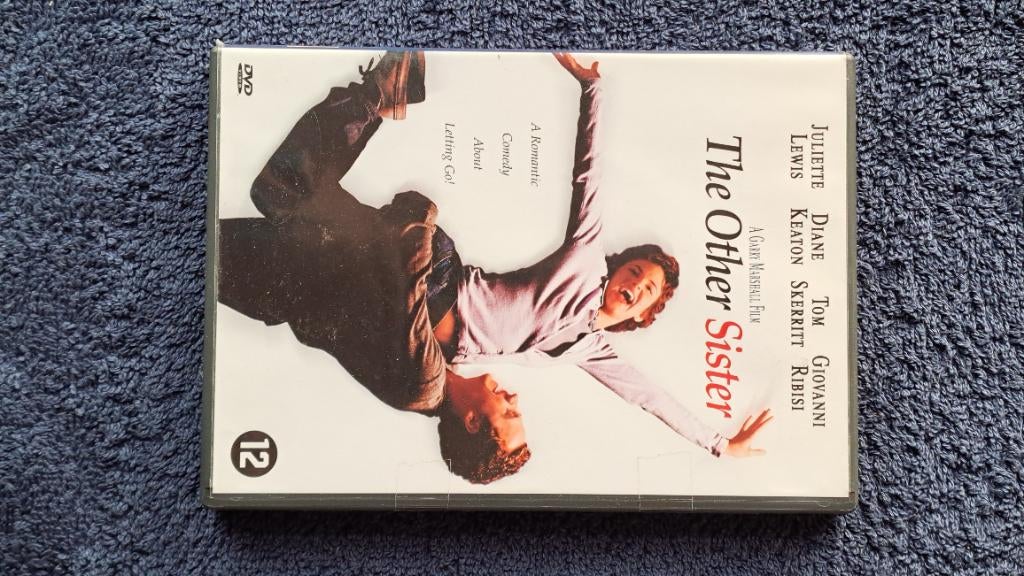 JULIETTE LEWIS
DIANE KEATON
TOM SKERRITT
GIOVANNI RIBISI
A GARRY MARSHALL FILM
The Other Sister
A Romantic
Comedy
About
Letting Go!
DVD
12